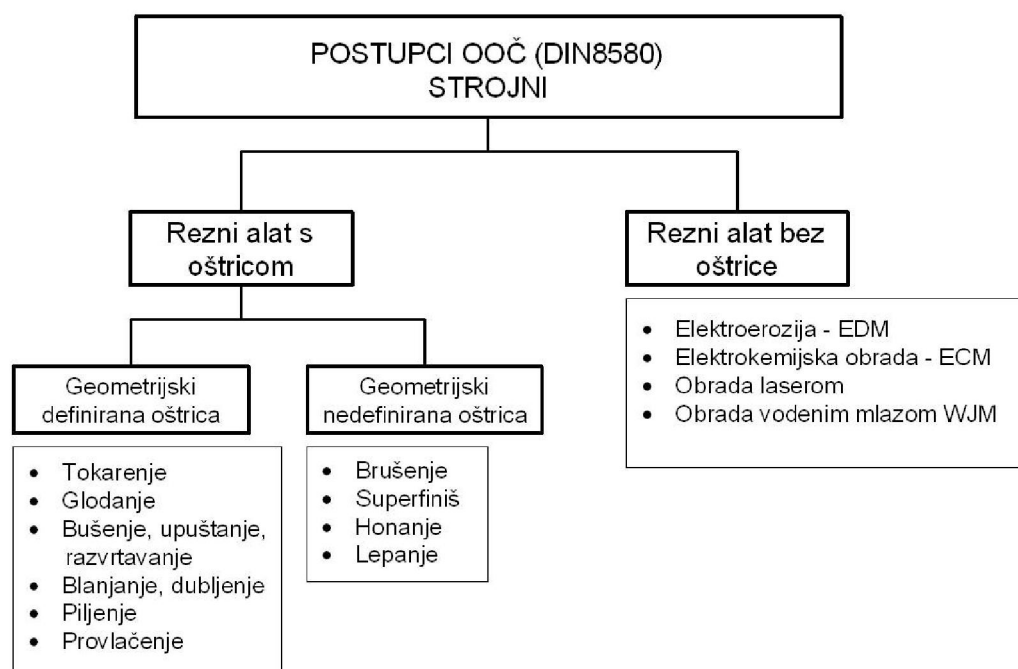 POSTUPCI OOČ (DIN8580)
STROJNI
Rezni alat s
oštricom
Rezni alat bez
oštrice
Geometrijski
definirana oštrica
Geometrijski
nedefinirana oštrica
• Elektroerozija - EDM
• Elektrokemijska obrada - ECM
• Obrada laserom
• Obrada vodenim mlazom WJM
• Tokarenje
• Glodanje
• Bušenje, upuštanje,
razvrtavanje
• Blanjanje, dubljenje
• Piljenje
• Provlačenje
• Brušenje
• Superfiniš
• Honanje
• Lepanje